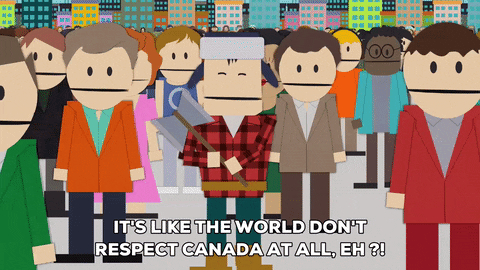 IT'S LIKE THE WORLD DON'T
RESPECT CANADA AT ALL, EH ?!